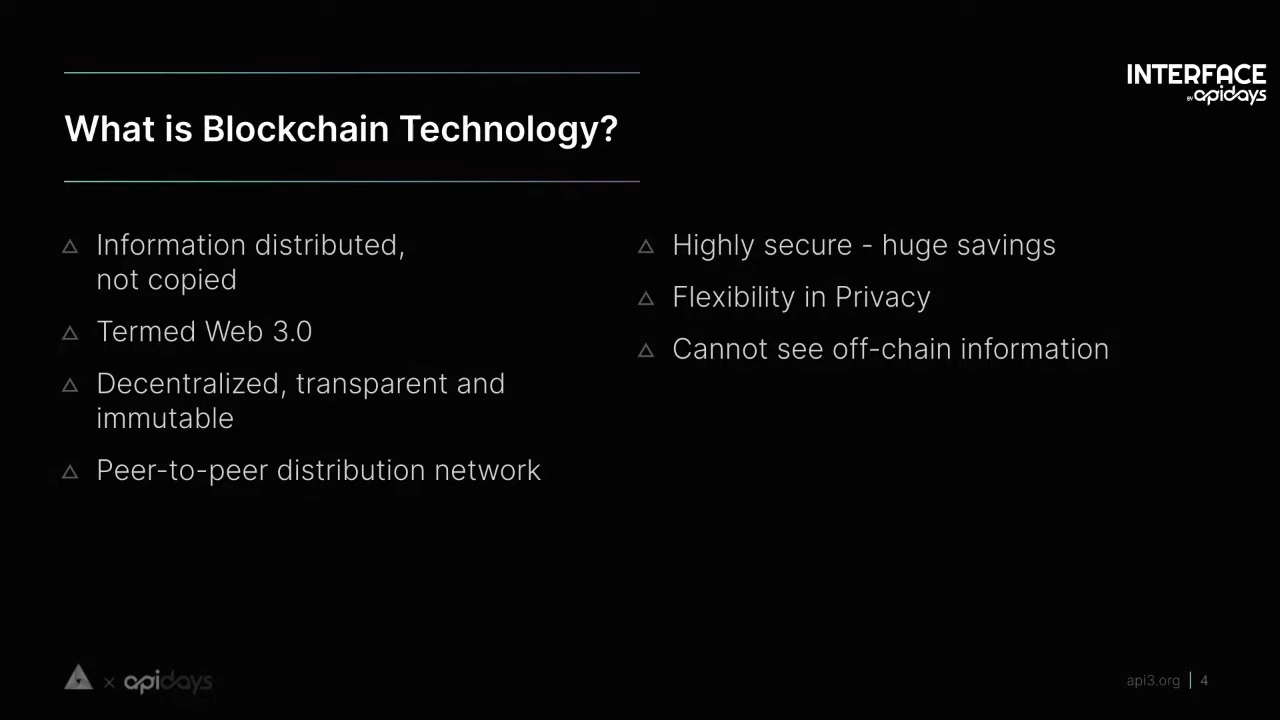 INTERFACE
BY apidays
What is Blockchain Technology?
Information distributed,
not copied
Termed Web 3.0
Decentralized, transparent and
immutable
Peer-to-peer distribution network
Highly secure - huge savings
Flexibility in Privacy
Cannot see off-chain information
× apidays
api3.org | 4